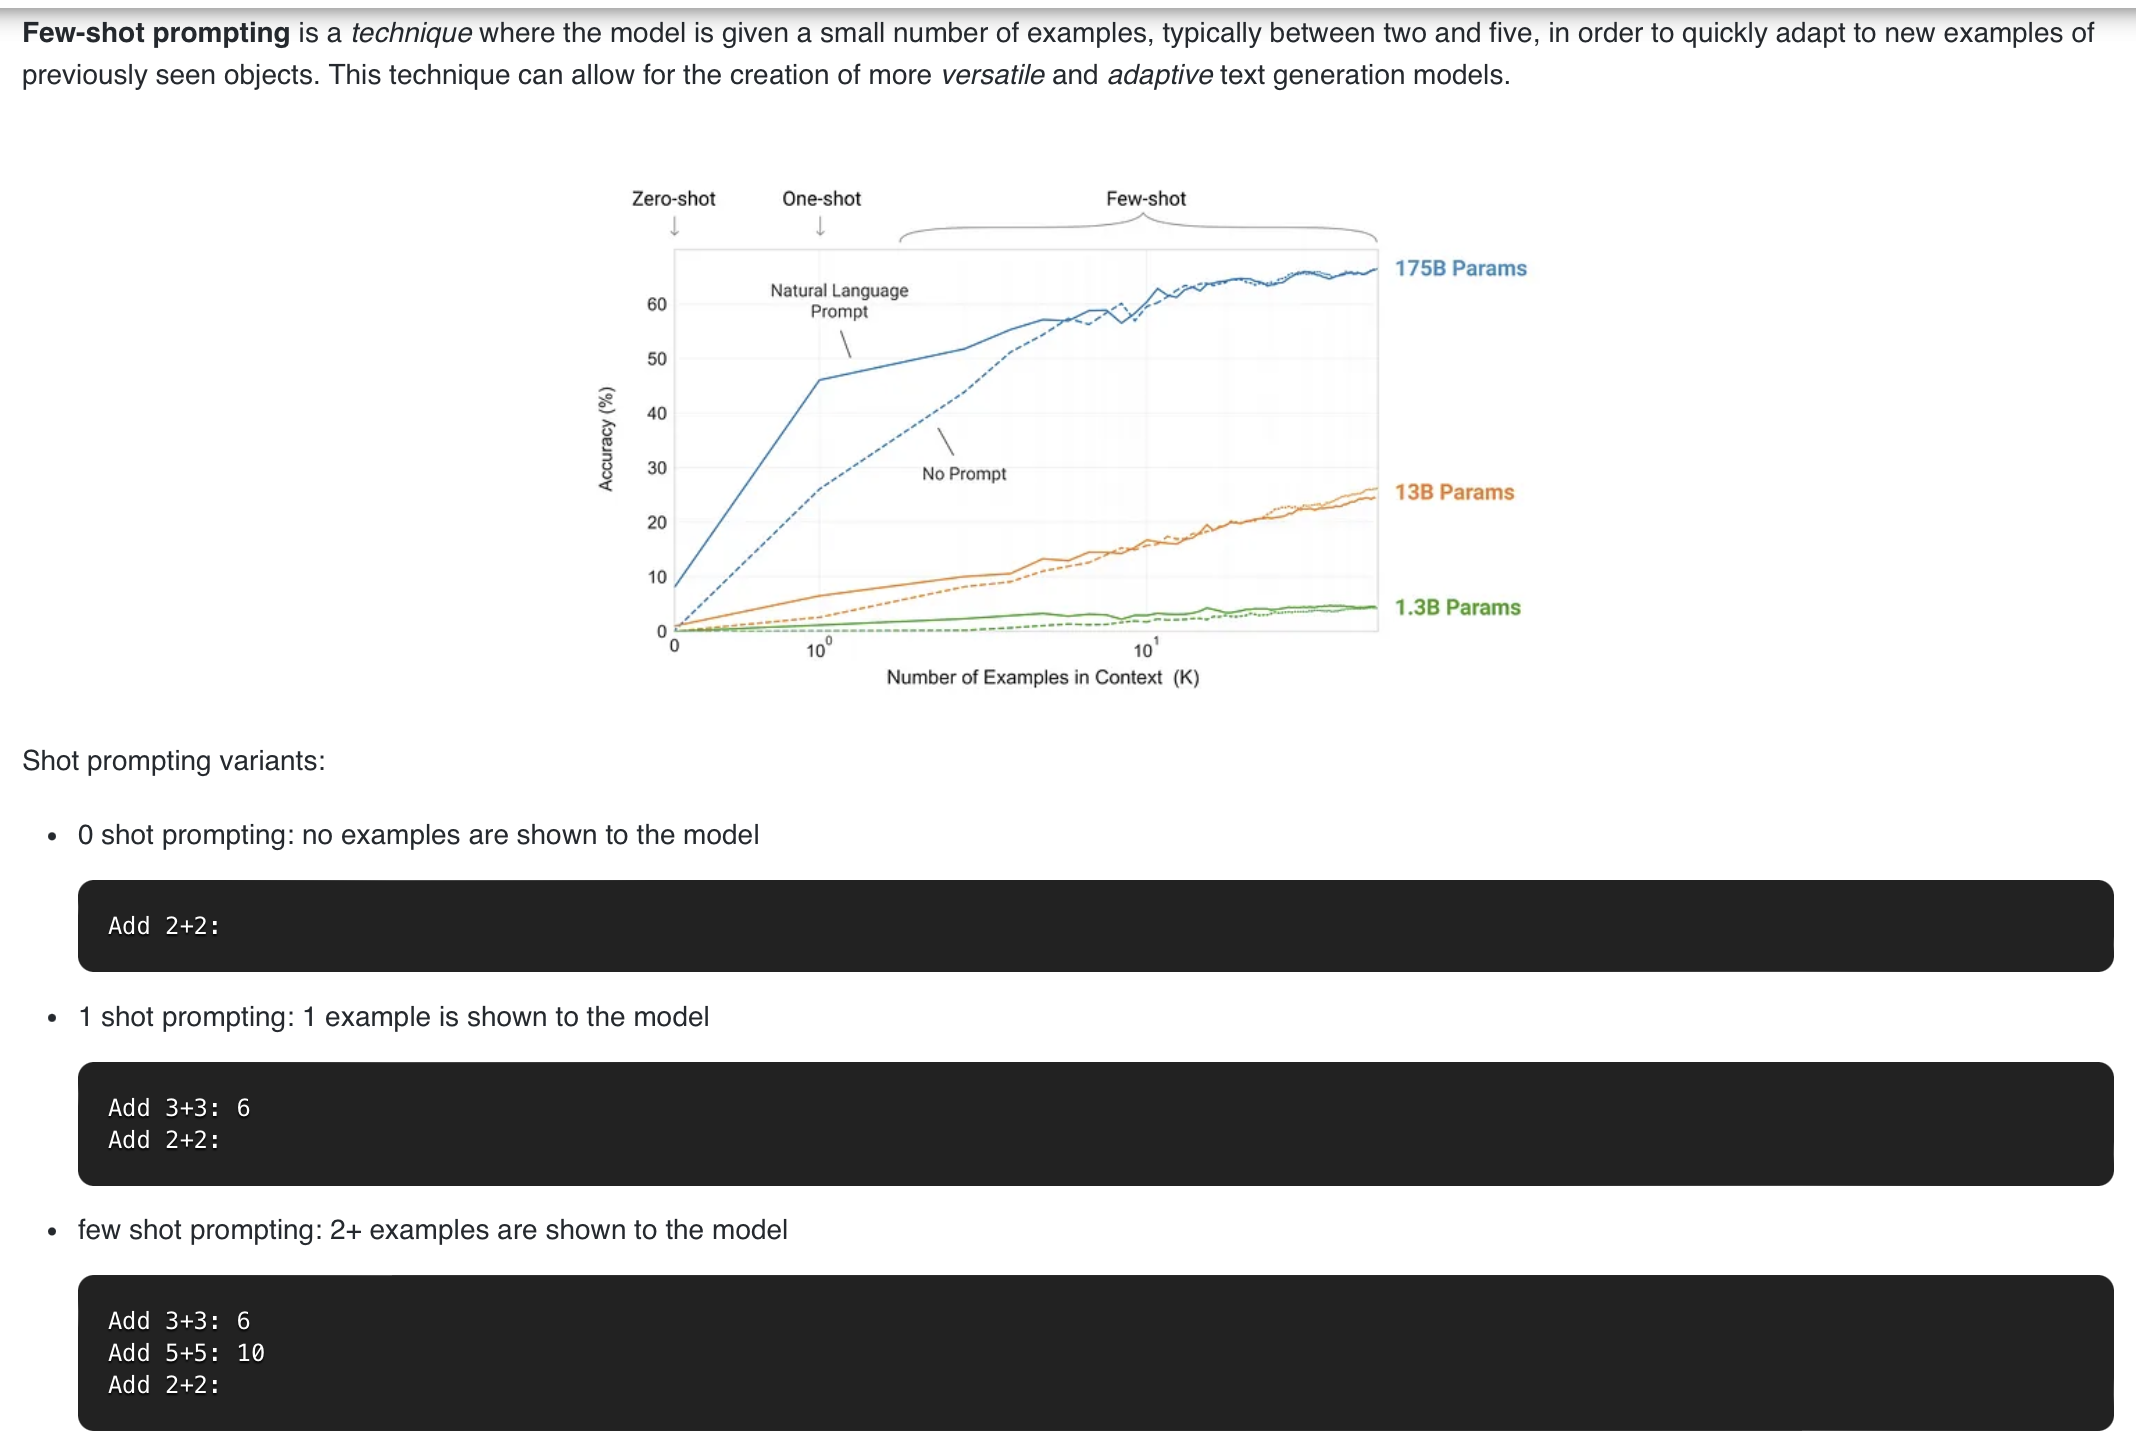 Few-shot prompting is a technique where the model is given a small number of examples, typically between two and five, in order to quickly adapt to new examples of
previously seen objects. This technique can allow for the creation of more versatile and adaptive text generation models.
Zero-shot
One-shot
Few-shot
175B Params
Natural Language
Prompt
60
50
40
30
20
10
0
Accuracy (%)
No Prompt
13B Params
1.3B Params
0
10⁰
10¹
Number of Examples in Context (K)
Shot prompting variants:
• 0 shot prompting: no examples are shown to the model
Add 2+2:
• 1 shot prompting: 1 example is shown to the model
Add 3+3: 6
Add 2+2:
• few shot prompting: 2+ examples are shown to the model
Add 3+3: 6
Add 5+5: 10
Add 2+2: